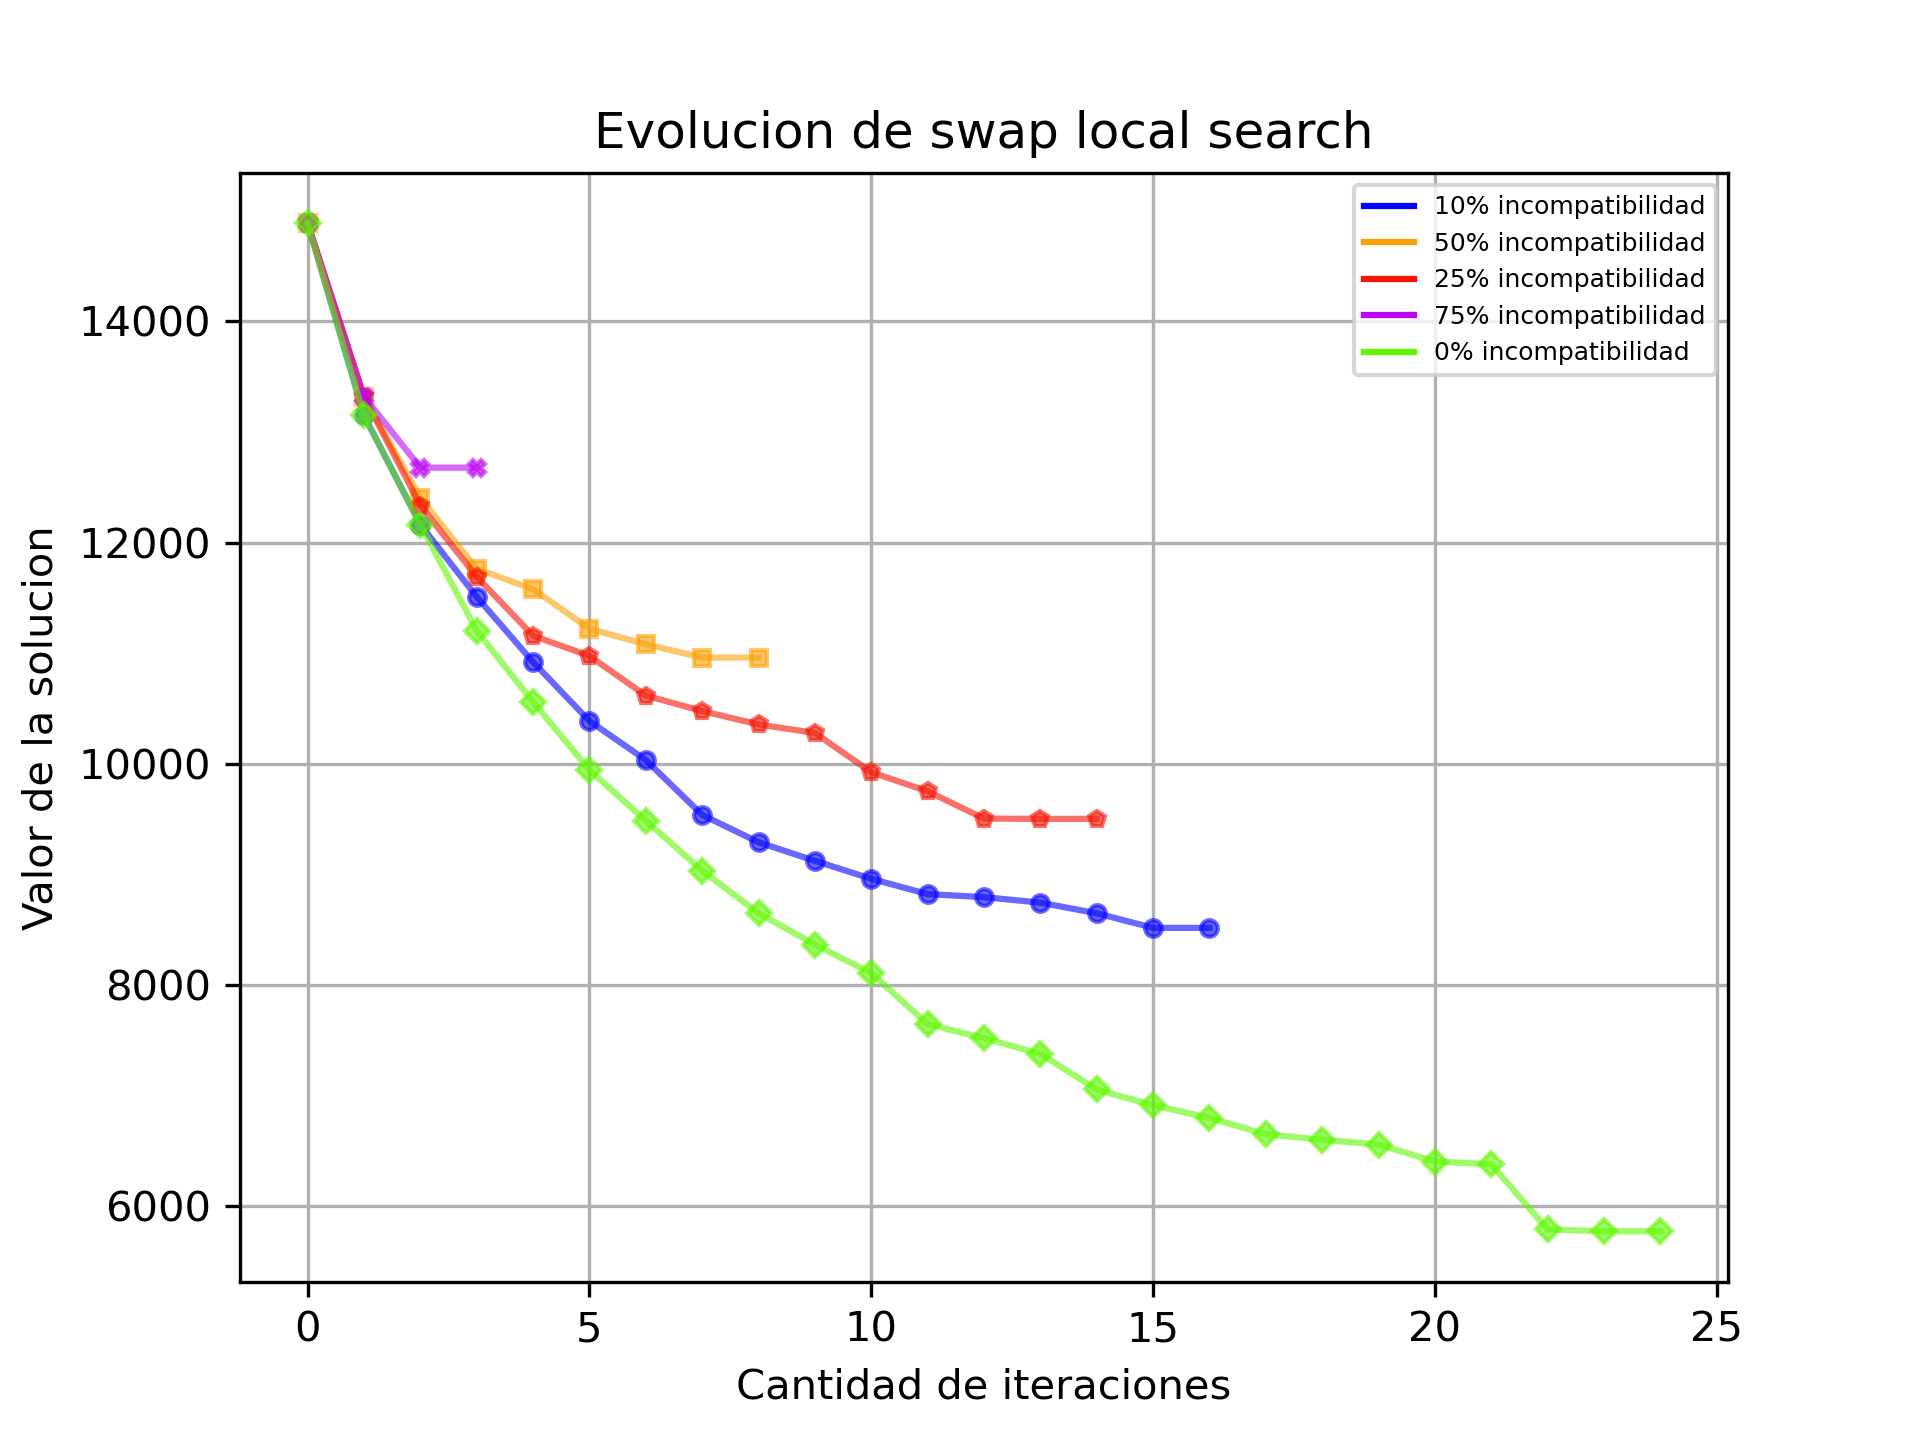 Evolucion de swap local search
10% incompatibilidad
50% incompatibilidad
25% incompatibilidad
75% incompatibilidad
0% incompatibilidad
14000
12000
10000
8000
6000
Valor de la solucion
0 5 10 15 20 25
Cantidad de iteraciones